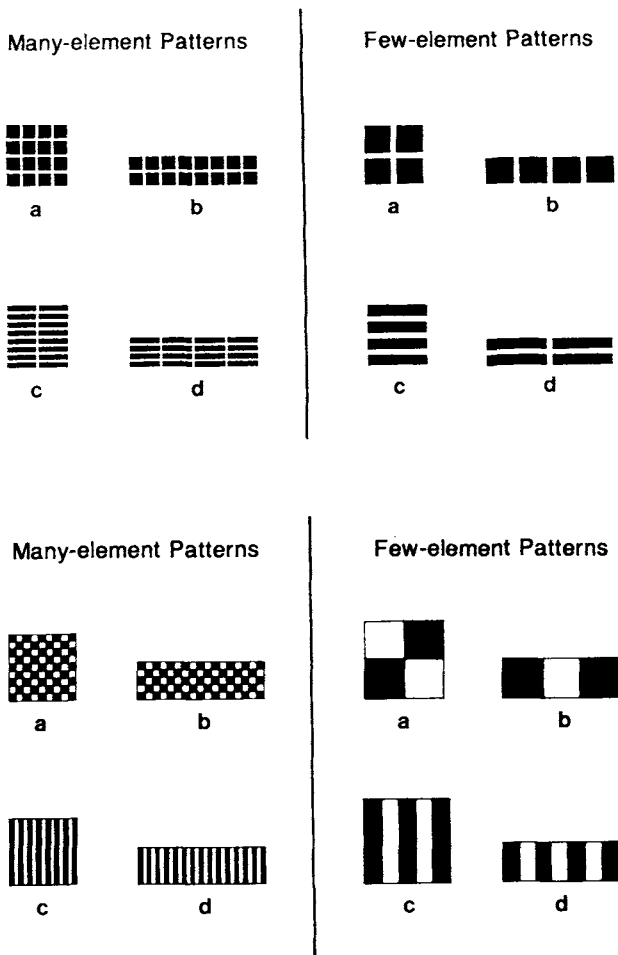 Many-element Patterns
Few-element Patterns
a
b
a
b
c
d
c
d
Many-element Patterns
Few-element Patterns
a
b
a
b
c
d
c
d